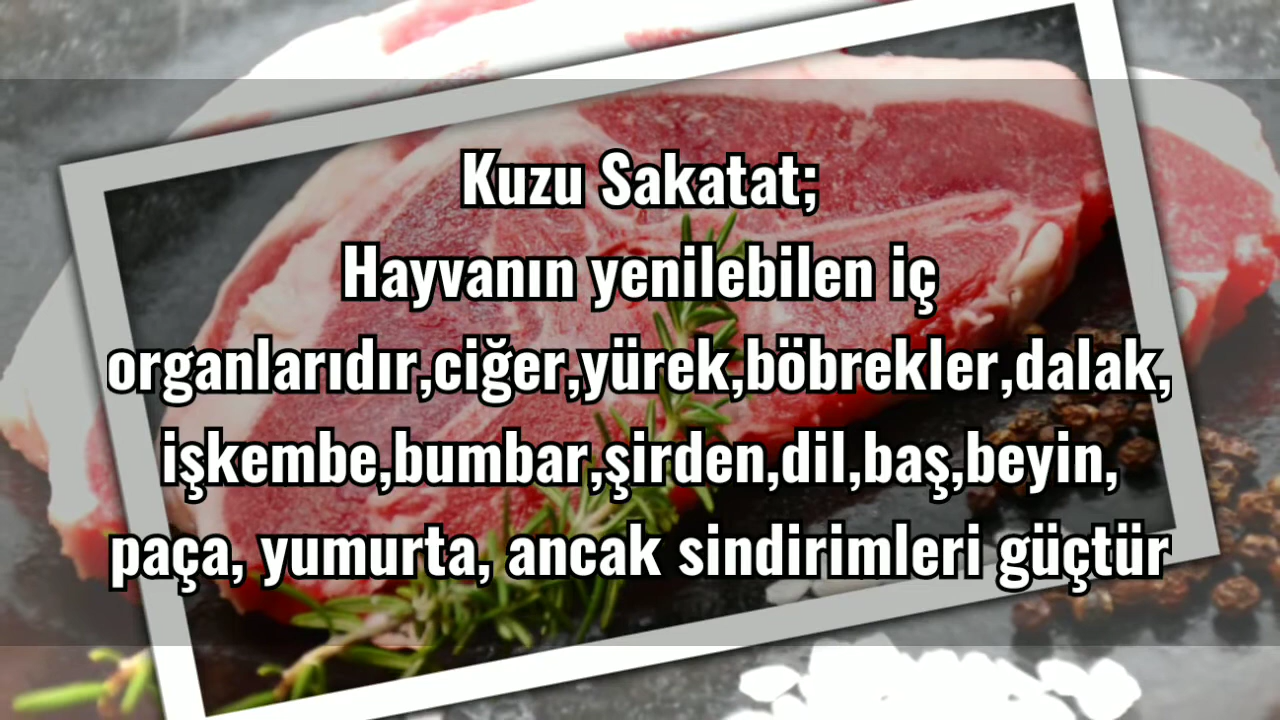 Kuzu Sakatat;
Hayvanın yenilebilen iç
organlarıdır,ciğer,yürek,böbrekler,dalak,
işkembe,bumbar,şirden,dil,baş,beyin,
paça, yumurta, ancak sindirimleri güçtür